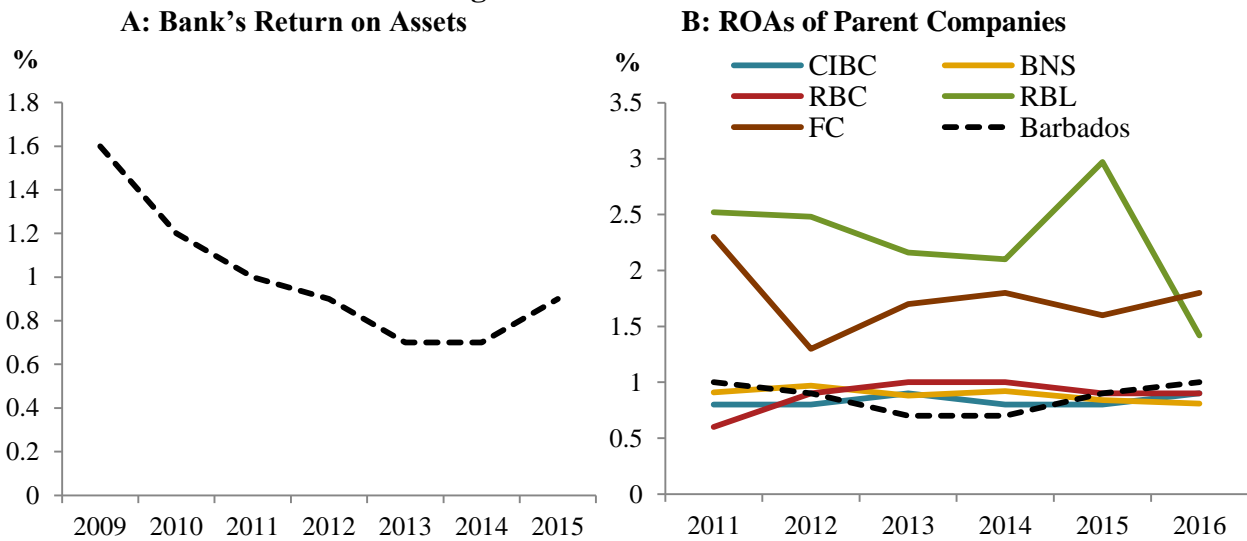 A: Bank’s Return on Assets
%
1.8
1.6
1.4
1.2
1
0.8
0.6
0.4
0.2
0
2009 2010 2011 2012 2013 2014 2015
B: ROAs of Parent Companies
%
CIBC BNS
RBC RBL
FC Barbados
3.5
3
2.5
2
1.5
1
0.5
0
2011 2012 2013 2014 2015 2016